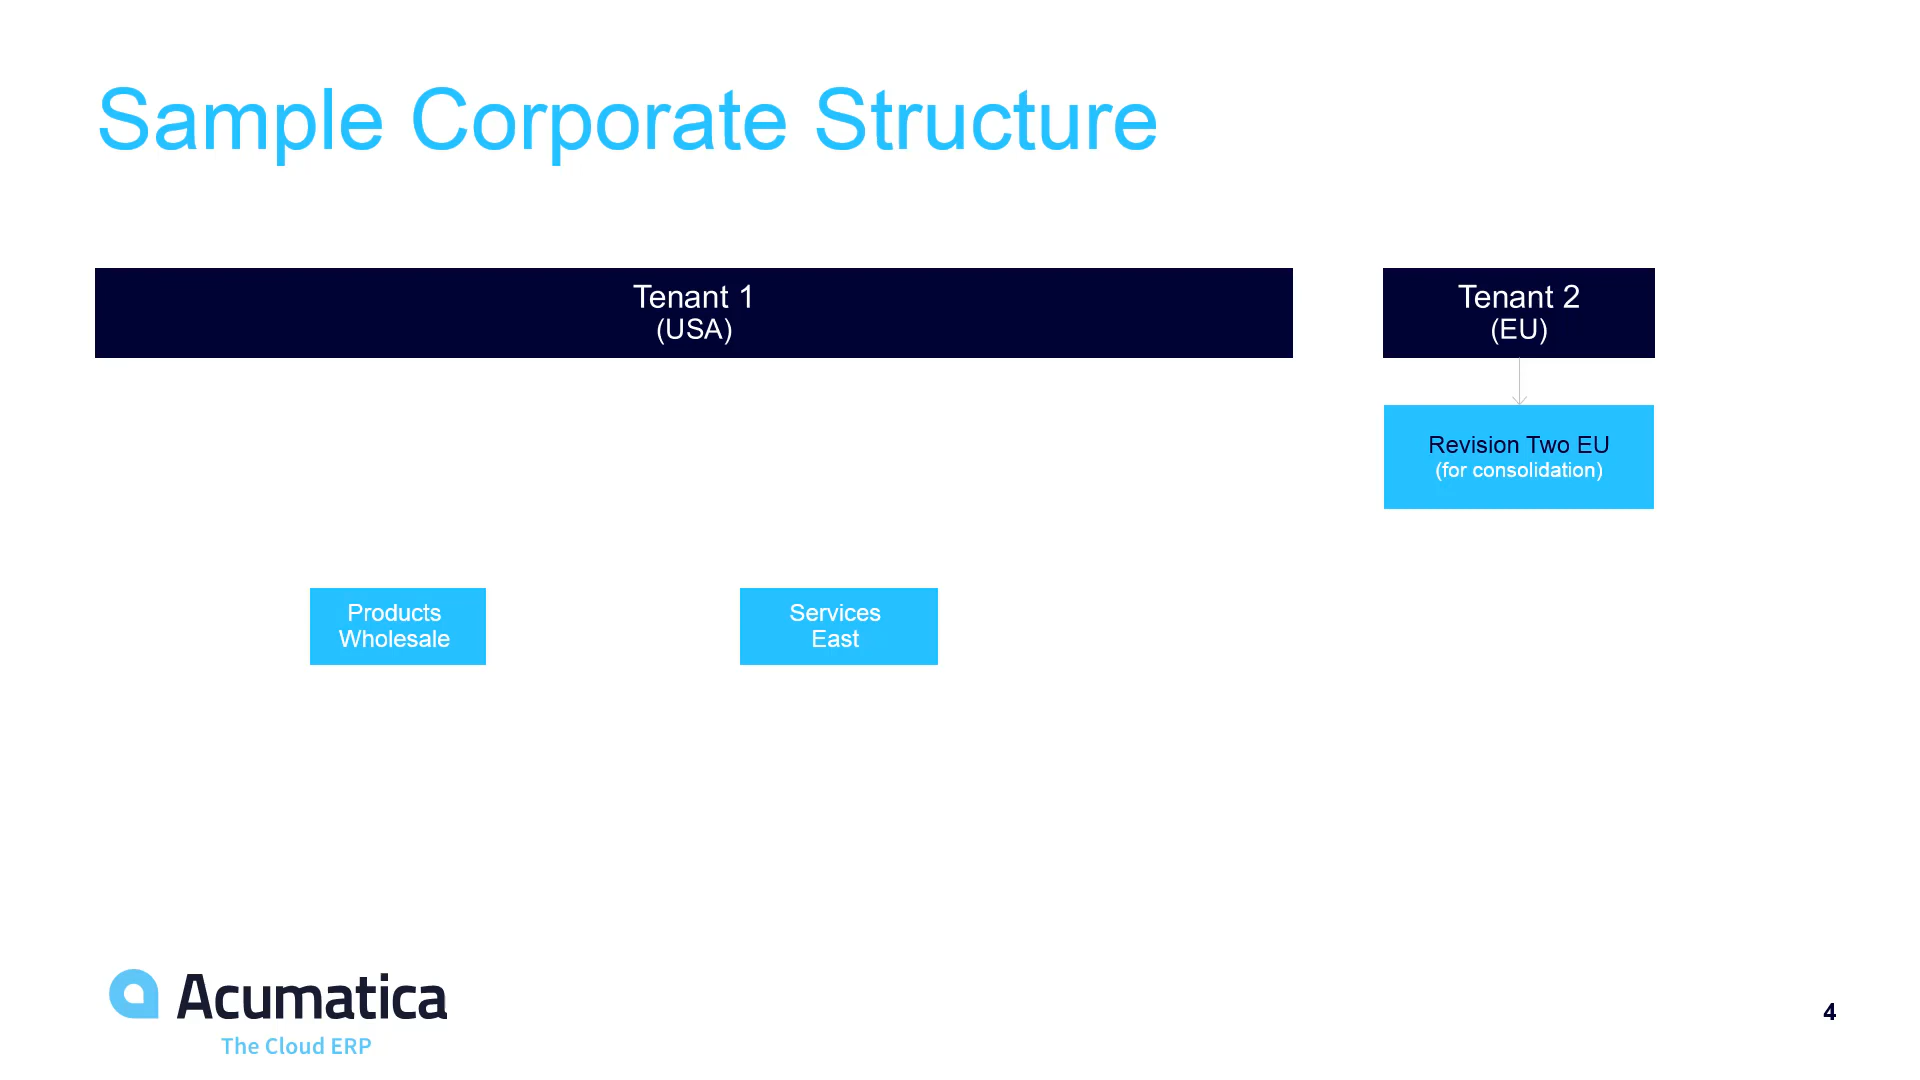 Sample Corporate Structure
Tenant 1
(USA)
Tenant 2
(EU)
Revision Two EU
(for consolidation)
Products
Wholesale
Services
East
Acumatica
The Cloud ERP
4